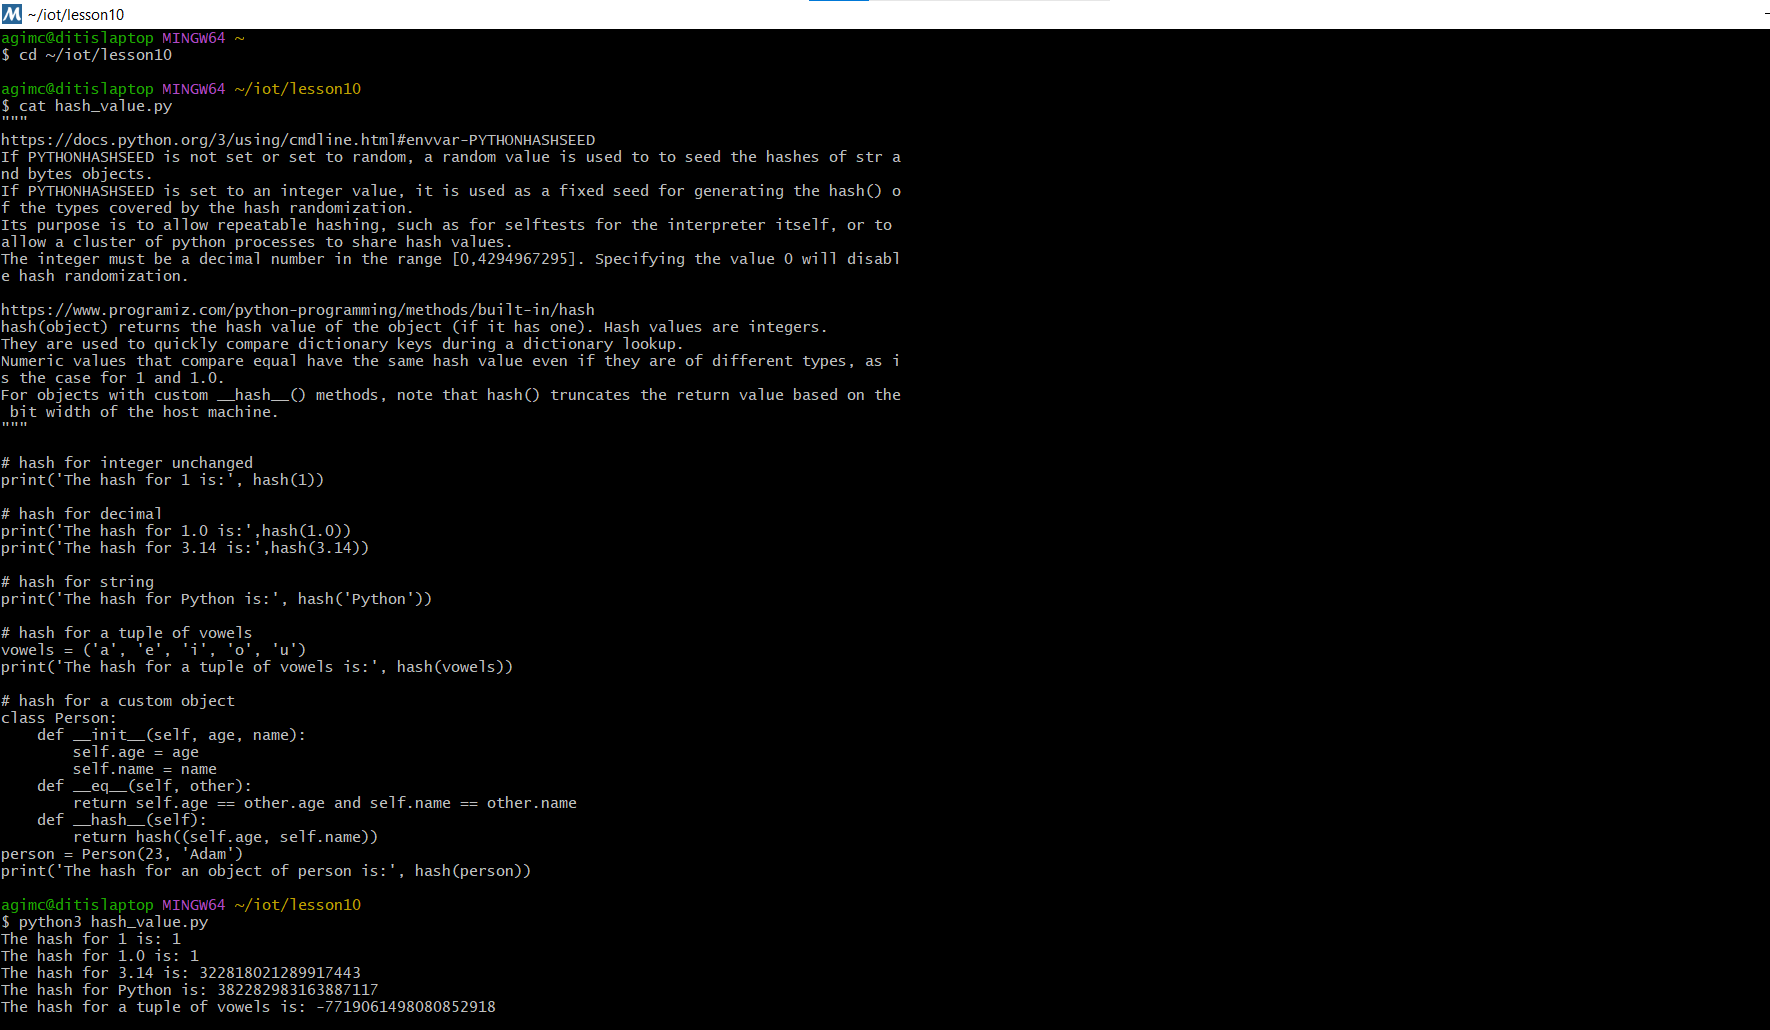 ~/iot/lesson10
agimc@ditislaptop MINGW64 ~
$ cd ~/iot/lesson10
agimc@ditislaptop MINGW64 ~/iot/lesson10
$ cat hash_value.py
"""
https://docs.python.org/3/using/cmdline.html#envvar-PYTHONHASHSEED
If PYTHONHASHSEED is not set or set to random, a random value is used to to seed the hashes of str a
nd bytes objects.
If PYTHONHASHSEED is set to an integer value, it is used as a fixed seed for generating the hash() o
f the types covered by the hash randomization.
Its purpose is to allow repeatable hashing, such as for selftests for the interpreter itself, or to
allow a cluster of python processes to share hash values.
The integer must be a decimal number in the range [0,4294967295]. Specifying the value 0 will disabl
e hash randomization.
https://www.programiz.com/python-programming/methods/built-in/hash
hash(object) returns the hash value of the object (if it has one). Hash values are integers.
They are used to quickly compare dictionary keys during a dictionary lookup.
Numeric values that compare equal have the same hash value even if they are of different types, as i
s the case for 1 and 1.0.
For objects with custom __hash__() methods, note that hash() truncates the return value based on the
 bit width of the host machine.
"""
# hash for integer unchanged
print('The hash for 1 is:', hash(1))
# hash for decimal
print('The hash for 1.0 is:',hash(1.0))
print('The hash for 3.14 is:',hash(3.14))
# hash for string
print('The hash for Python is:', hash('Python'))
# hash for a tuple of vowels
vowels = ('a', 'e', 'i', 'o', 'u')
print('The hash for a tuple of vowels is:', hash(vowels))
# hash for a custom object
class Person:
    def __init__(self, age, name):
        self.age = age
        self.name = name
    def __eq__(self, other):
        return self.age == other.age and self.name == other.name
    def __hash__(self):
        return hash((self.age, self.name))
person = Person(23, 'Adam')
print('The hash for an object of person is:', hash(person))
agimc@ditislaptop MINGW64 ~/iot/lesson10
$ python3 hash_value.py
The hash for 1 is: 1
The hash for 1.0 is: 1
The hash for 3.14 is: 322818021289917443
The hash for Python is: 382282983163887117
The hash for a tuple of vowels is: -7719061498080852918